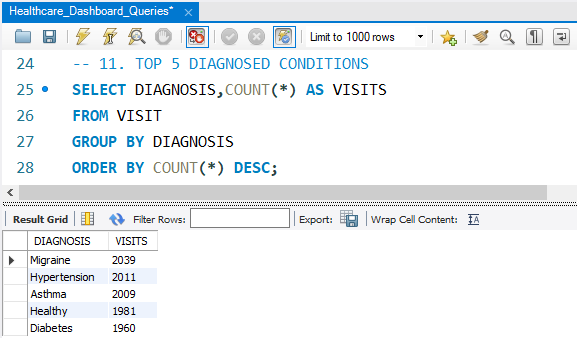 Healthcare_Dashboard_Queries*
Limit to 1000 rows
24 -- 11. TOP 5 DIAGNOSED CONDITIONS
25 SELECT DIAGNOSIS,COUNT(*) AS VISITS
26 FROM VISIT
27 GROUP BY DIAGNOSIS
28 ORDER BY COUNT(*) DESC;
Result Grid Filter Rows: Export: Wrap Cell Content: IA
DIAGNOSIS VISITS
Migraine 2039
Hypertension 2011
Asthma 2009
Healthy 1981
Diabetes 1960